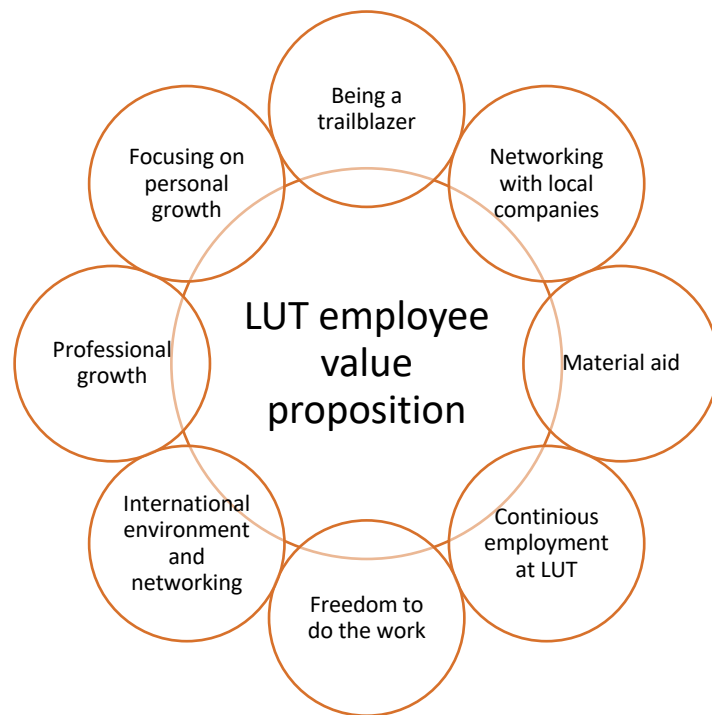 Being a
trailblazer
Networking
with local
companies
Material aid
Continious
employment
at LUT
Freedom to
do the work
International
environment
and
networking
Professional
growth
Focusing on
personal
growth
LUT employee
value
proposition